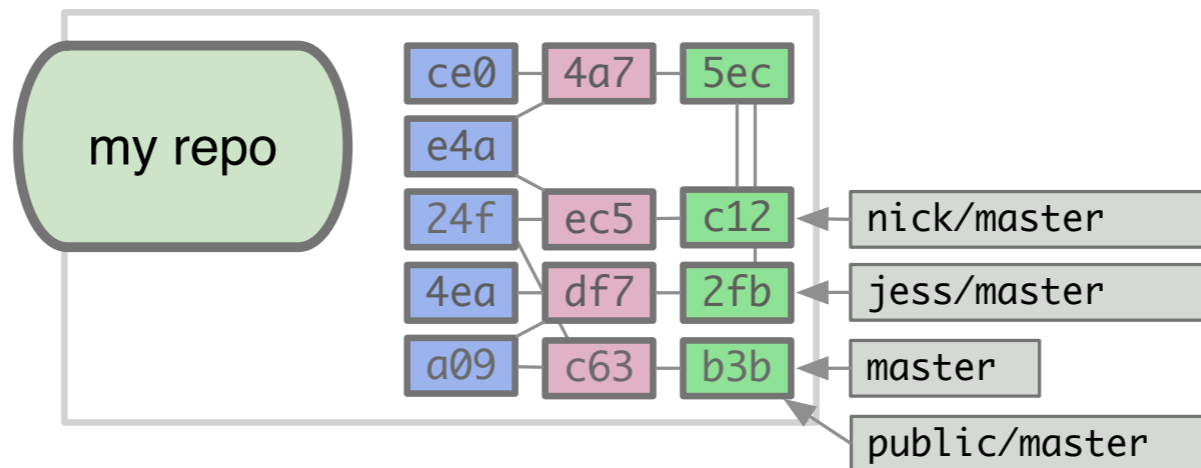 my repo
ce0 4a7 5ec
e4a
24f ec5 c12 nick/master
4ea df7 2fb jess/master
a09 c63 b3b master
public/master